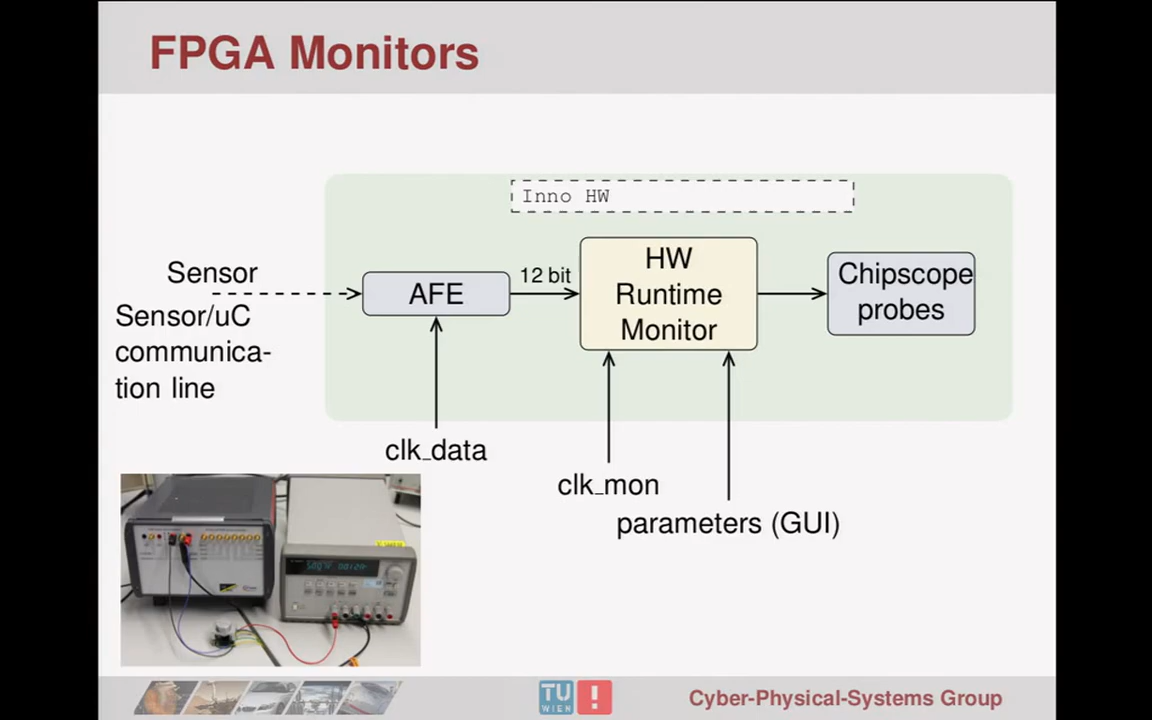 FPGA Monitors
Inno HW
Sensor
Sensor/uC
communica-
tion line
AFE
12 bit
HW
Runtime
Monitor
Chipscope
probes
clk_data
clk_mon
parameters (GUI)
TU
WIEN
!
Cyber-Physical-Systems Group